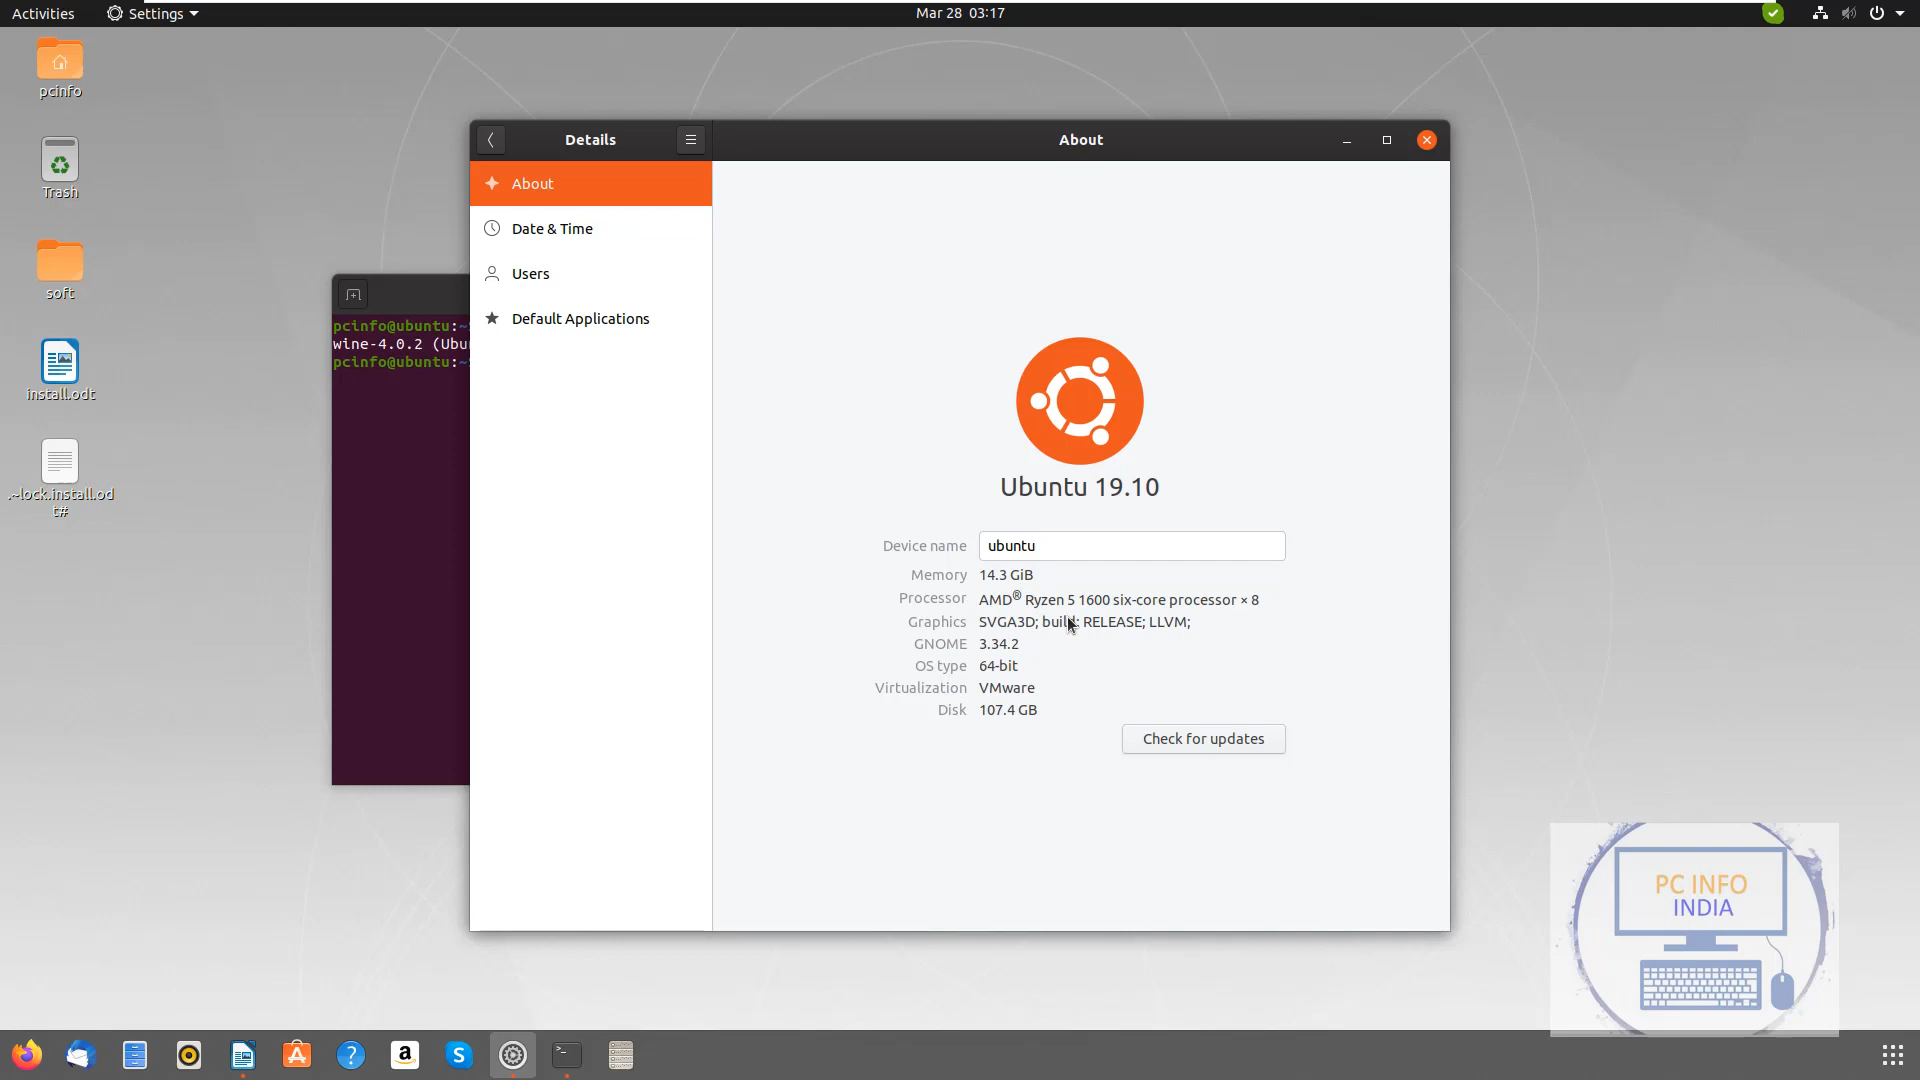 Activities
Settings
Mar 28 03:17
pcinfo
Trash
soft
install.odt
.~lock.install.od
t#
pcinfo@ubuntu:~
wine-4.0.2 (Ubu
pcinfo@ubuntu:~
Details
About
About
Date & Time
Users
Default Applications
Ubuntu 19.10
Device name ubuntu
Memory 14.3 GiB
Processor AMD® Ryzen 5 1600 six-core processor × 8
Graphics SVGA3D; build: RELEASE; LLVM;
GNOME 3.34.2
OS type 64-bit
Virtualization VMware
Disk 107.4 GB
Check for updates
PC INFO
INDIA